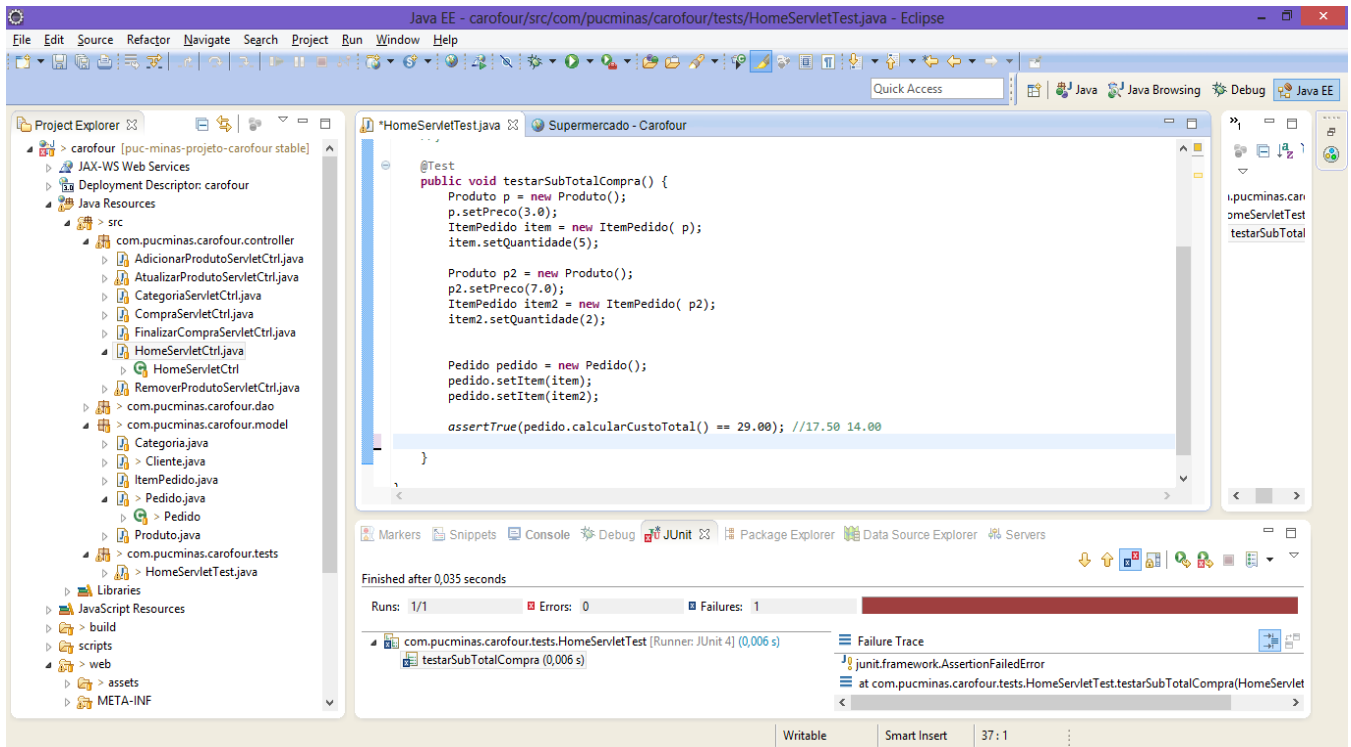 Java EE - carofour/src/com/pucminas/carofour/tests/HomeServletTest.java - Eclipse
File Edit Source Refactor Navigate Search Project Run Window Help
Quick Access
Java Java Browsing Debug Java EE
Project Explorer
> carofour [puc-minas-projeto-carofour stable]
JAX-WS Web Services
Deployment Descriptor: carofour
Java Resources
> src
com.pucminas.carofour.controller
AdicionarProdutoServletCtrl.java
AtualizarProdutoServletCtrl.java
CategoriaServletCtrl.java
CompraServletCtrl.java
FinalizarCompraServletCtrl.java
HomeServletCtrl.java
HomeServletCtrl
RemoverProdutoServletCtrl.java
> com.pucminas.carofour.dao
> com.pucminas.carofour.model
Categoria.java
> Cliente.java
ItemPedido.java
> Pedido.java
> Pedido
Produto.java
> com.pucminas.carofour.tests
> HomeServletTest.java
Libraries
JavaScript Resources
> build
scripts
> web
> assets
META-INF
*HomeServletTest.java Supermercado - Carofour
@Test
public void testarSubTotalCompra() {
Produto p = new Produto();
p.setPreco(3.0);
ItemPedido item = new ItemPedido( p);
item.setQuantidade(5);
Produto p2 = new Produto();
p2.setPreco(7.0);
ItemPedido item2 = new ItemPedido( p2);
item2.setQuantidade(2);
Pedido pedido = new Pedido();
pedido.setItem(item);
pedido.setItem(item2);
assertTrue(pedido.calcularCustoTotal() == 29.00); //17.50 14.00
}
»1
ı.pucminas.car
omeServletTest
testarSubTotal
Markers Snippets Console Debug JUnit Package Explorer Data Source Explorer Servers
Finished after 0,035 seconds
Runs: 1/1 Errors: 0 Failures: 1
com.pucminas.carofour.tests.HomeServletTest [Runner: JUnit 4] (0,006 s)
testarSubTotalCompra (0,006 s)
Failure Trace
junit.framework.AssertionFailedError
at com.pucminas.carofour.tests.HomeServletTest.testarSubTotalCompra(HomeServlet
Writable Smart Insert 37 : 1